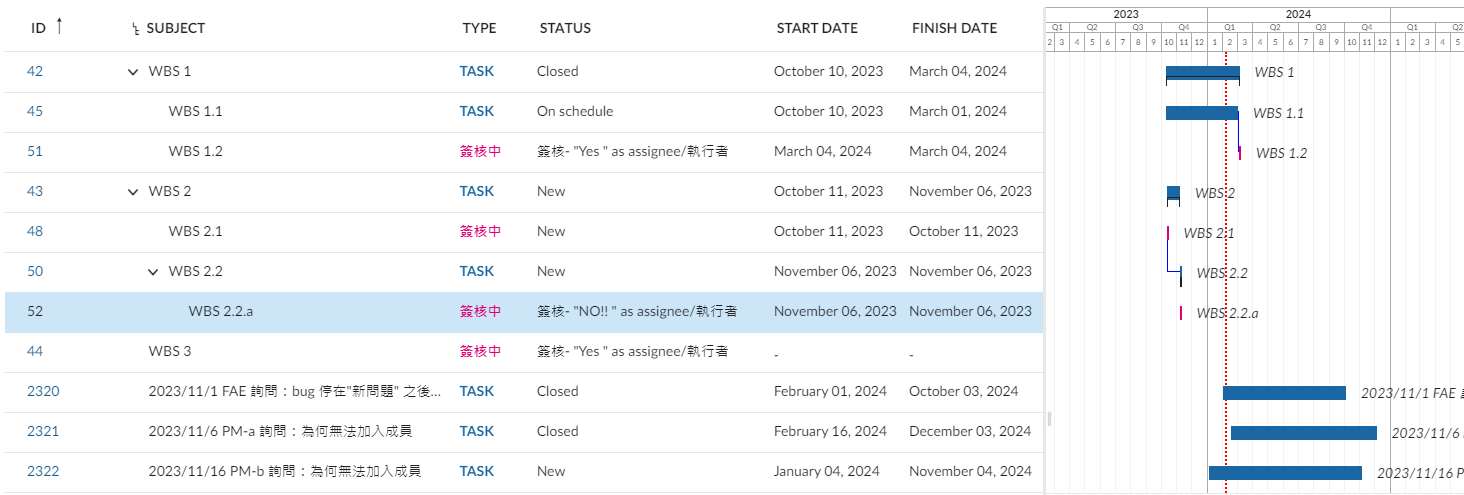 ID SUBJECT TYPE STATUS START DATE FINISH DATE
2023 2024
Q1 Q2 Q3 Q4 Q1 Q2 Q3 Q4 Q1 Q2
2 3 4 5 6 7 8 9 10 11 12 1 2 3 4 5 6 7 8 9 10 11 12 1 2 3 4 5
42 WBS 1 TASK Closed October 10, 2023 March 04, 2024 WBS 1
45 WBS 1.1 TASK On schedule October 10, 2023 March 01, 2024 WBS 1.1
51 WBS 1.2 簽核中 簽核- "Yes " as assignee/執行者 March 04, 2024 March 04, 2024 WBS 1.2
43 WBS 2 TASK New October 11, 2023 November 06, 2023 WBS 2
48 WBS 2.1 簽核中 New October 11, 2023 October 11, 2023 WBS 2.1
50 WBS 2.2 TASK New November 06, 2023 November 06, 2023 WBS 2.2
52 WBS 2.2.a 簽核中 簽核- "NO!! " as assignee/執行者 November 06, 2023 November 06, 2023 WBS 2.2.a
44 WBS 3 簽核中 簽核- "Yes " as assignee/執行者 - -
2320 2023/11/1 FAE 詢問：bug 停在"新問題" 之後... TASK Closed February 01, 2024 October 03, 2024 2023/11/1 FAE
2321 2023/11/6 PM-a 詢問：為何無法加入成員 TASK Closed February 16, 2024 December 03, 2024 2023/11/6
2322 2023/11/16 PM-b 詢問：為何無法加入成員 TASK New January 04, 2024 November 04, 2024 2023/11/16 P